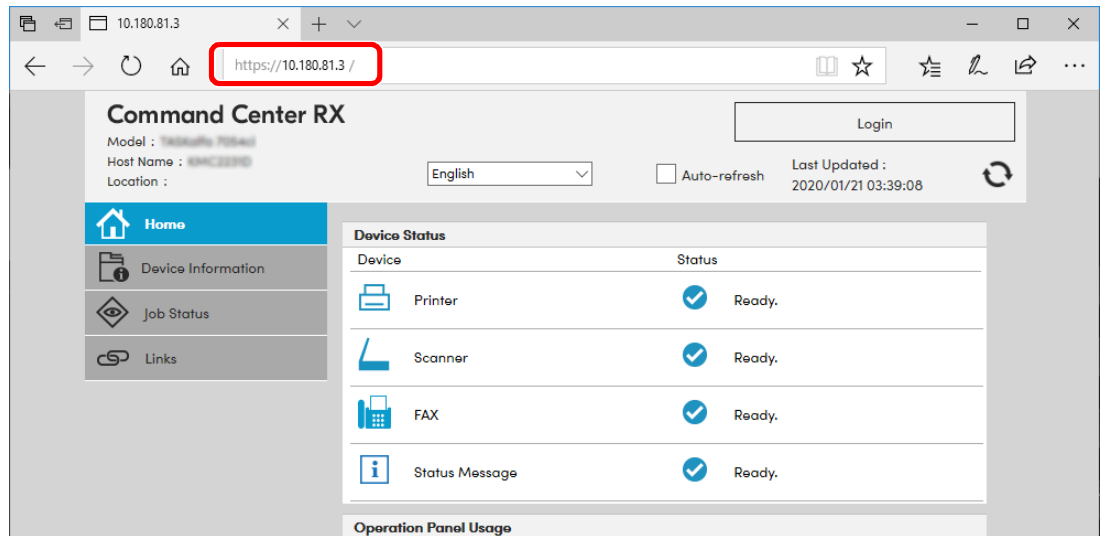 10.180.81.3
https://10.180.81.3 /
Command Center RX
Login
Model :
Host Name :
Location :
English
Auto-refresh
Last Updated :
2020/01/21 03:39:08
Home
Device Information
Job Status
Links
Device Status
Device Status
Printer Ready.
Scanner Ready.
FAX Ready.
Status Message Ready.
Operation Panel Usage